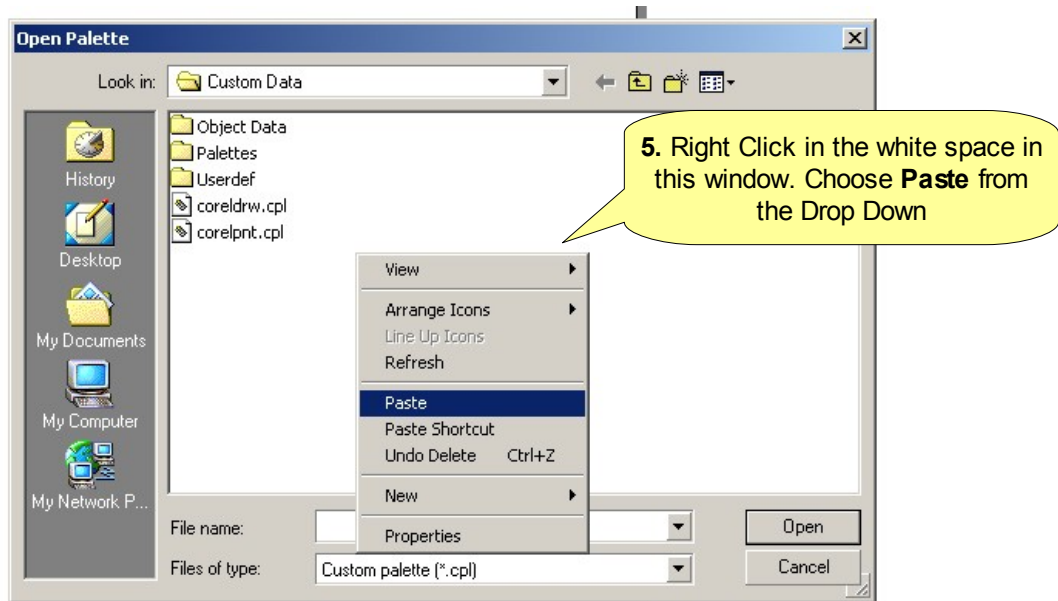 Open Palette
Look in:
Custom Data
History
Desktop
My Documents
My Computer
My Network P...
Object Data
Palettes
Userdef
coreldrw.cpl
corelpnt.cpl
5. Right Click in the white space in
this window. Choose Paste from
the Drop Down
View
Arrange Icons
Line Up Icons
Refresh
Paste
Paste Shortcut
Undo Delete Ctrl+Z
New
Properties
File name:
Open
Files of type:
Custom palette (*.cpl)
Cancel